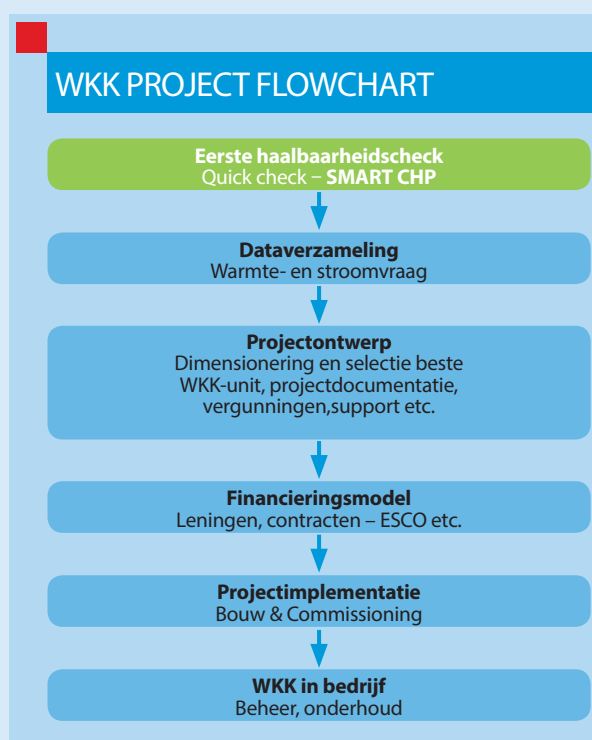 WKK PROJECT FLOWCHART
Eerste haalbaarheidscheck
Quick check – SMART CHP
Dataverzameling
Warmte- en stroomvraag
Projectontwerp
Dimensionering en selectie beste
WKK-unit, projectdocumentatie,
vergunningen,support etc.
Financieringsmodel
Leningen, contracten – ESCO etc.
Projectimplementatie
Bouw & Commissioning
WKK in bedrijf
Beheer, onderhoud